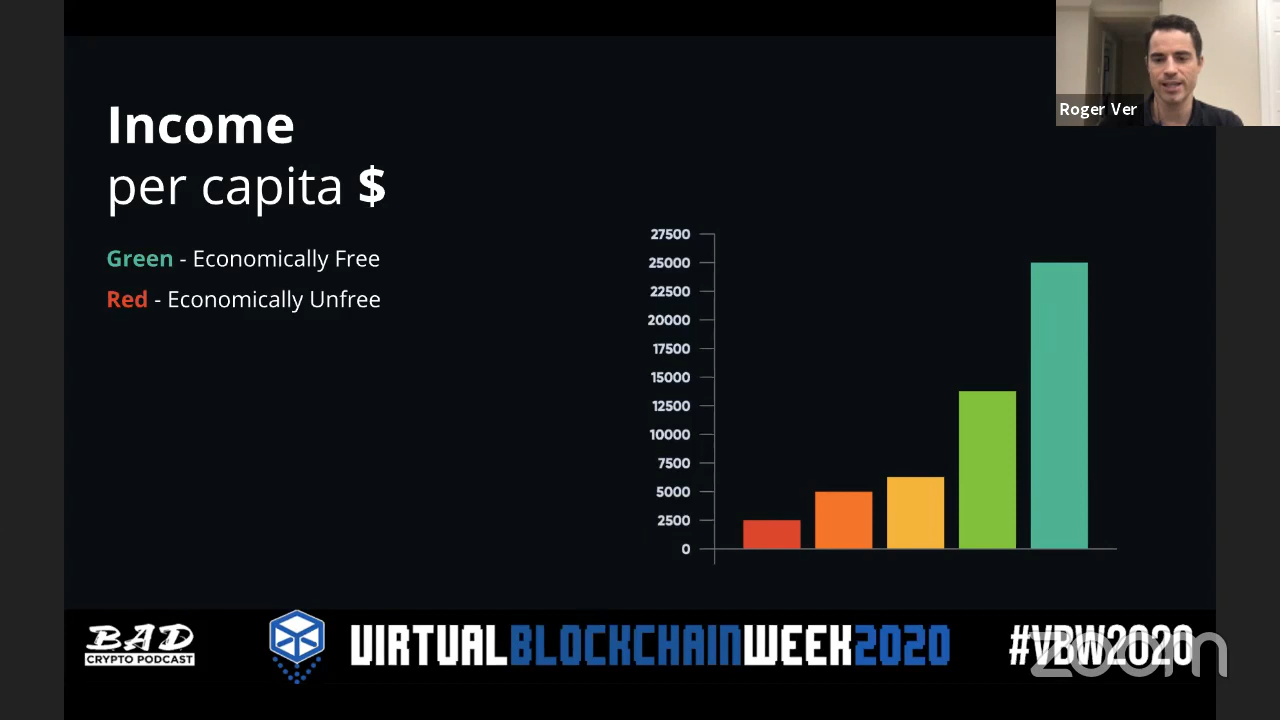 Roger Ver
Income
per capita $
Green - Economically Free
Red - Economically Unfree
27500
25000
22500
20000
17500
15000
12500
10000
7500
5000
2500
0
BAD
CRYPTO PODCAST
VIRTUALBLOCKCHAINWEEK2020
#VBW2020
zoom